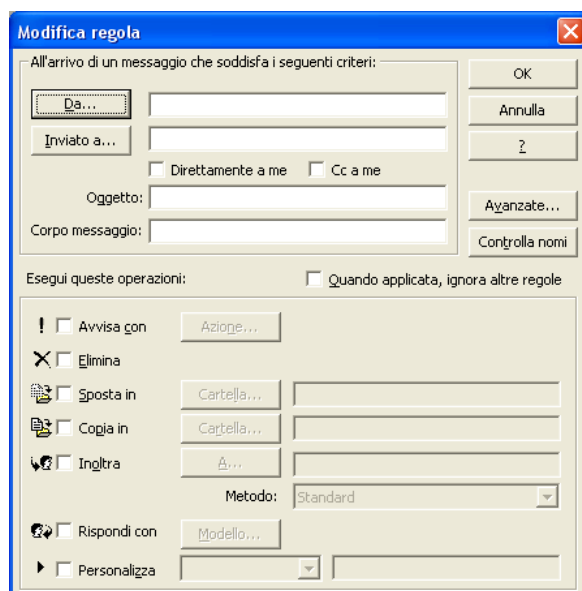 Modifica regola
All'arrivo di un messaggio che soddisfa i seguenti criteri:
OK
Da...
Annulla
Inviato a...
?
Direttamente a me
Cc a me
Oggetto:
Avanzate...
Corpo messaggio:
Controlla nomi
Esegui queste operazioni:
Quando applicata, ignora altre regole
Avvisa con
Azione...
Elimina
Sposta in
Cartella...
Copia in
Cartella...
Inoltra
A...
Metodo:
Standard
Rispondi con
Modello...
Personalizza